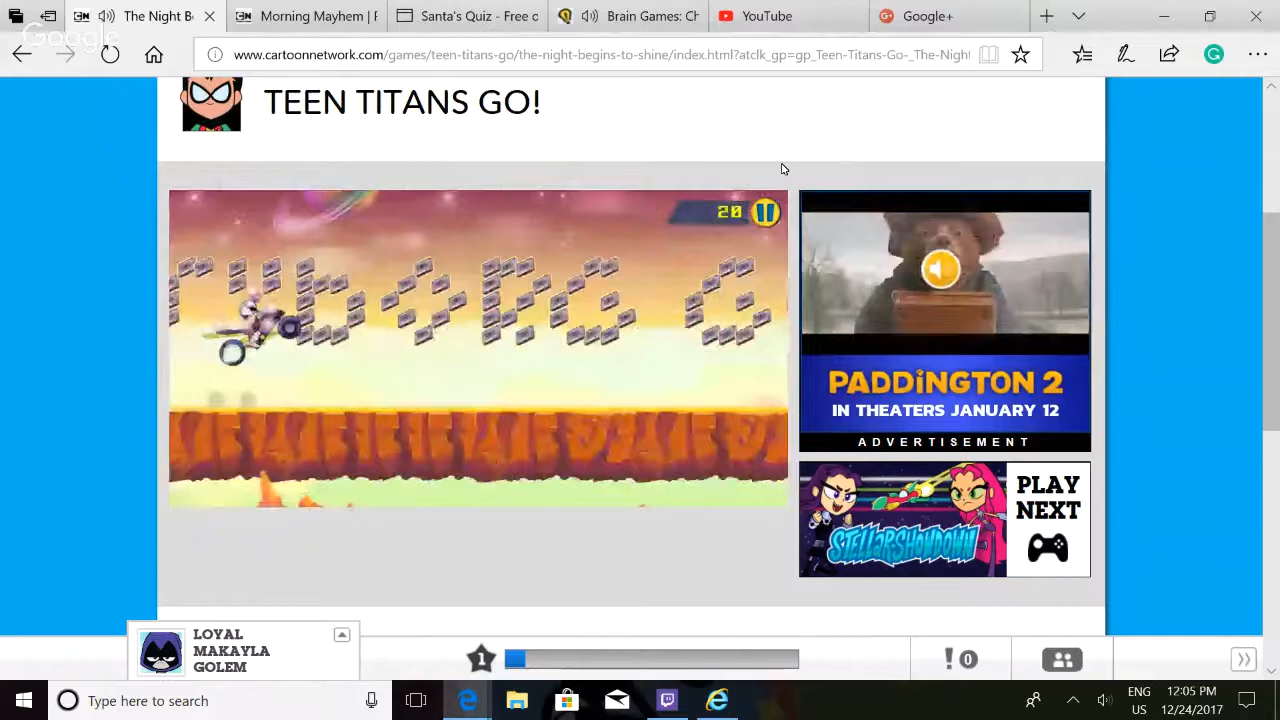 The Night B
Morning Mayhem | F
Santa's Quiz - Free o
Brain Games: Ch
YouTube
Google+
Google
www.cartoonnetwork.com/games/teen-titans-go/the-night-begins-to-shine/index.html?atclk_gp=gp_Teen-Titans-Go-_The-Night
TEEN TITANS GO!
20
PADDINGTON 2
IN THEATERS JANUARY 12
ADVERTISEMENT
STELLAR SHOWDOWN
PLAY
NEXT
LOYAL
MAKAYLA
GOLEM
1
!0
Type here to search
ENG
US
12:05 PM
12/24/2017